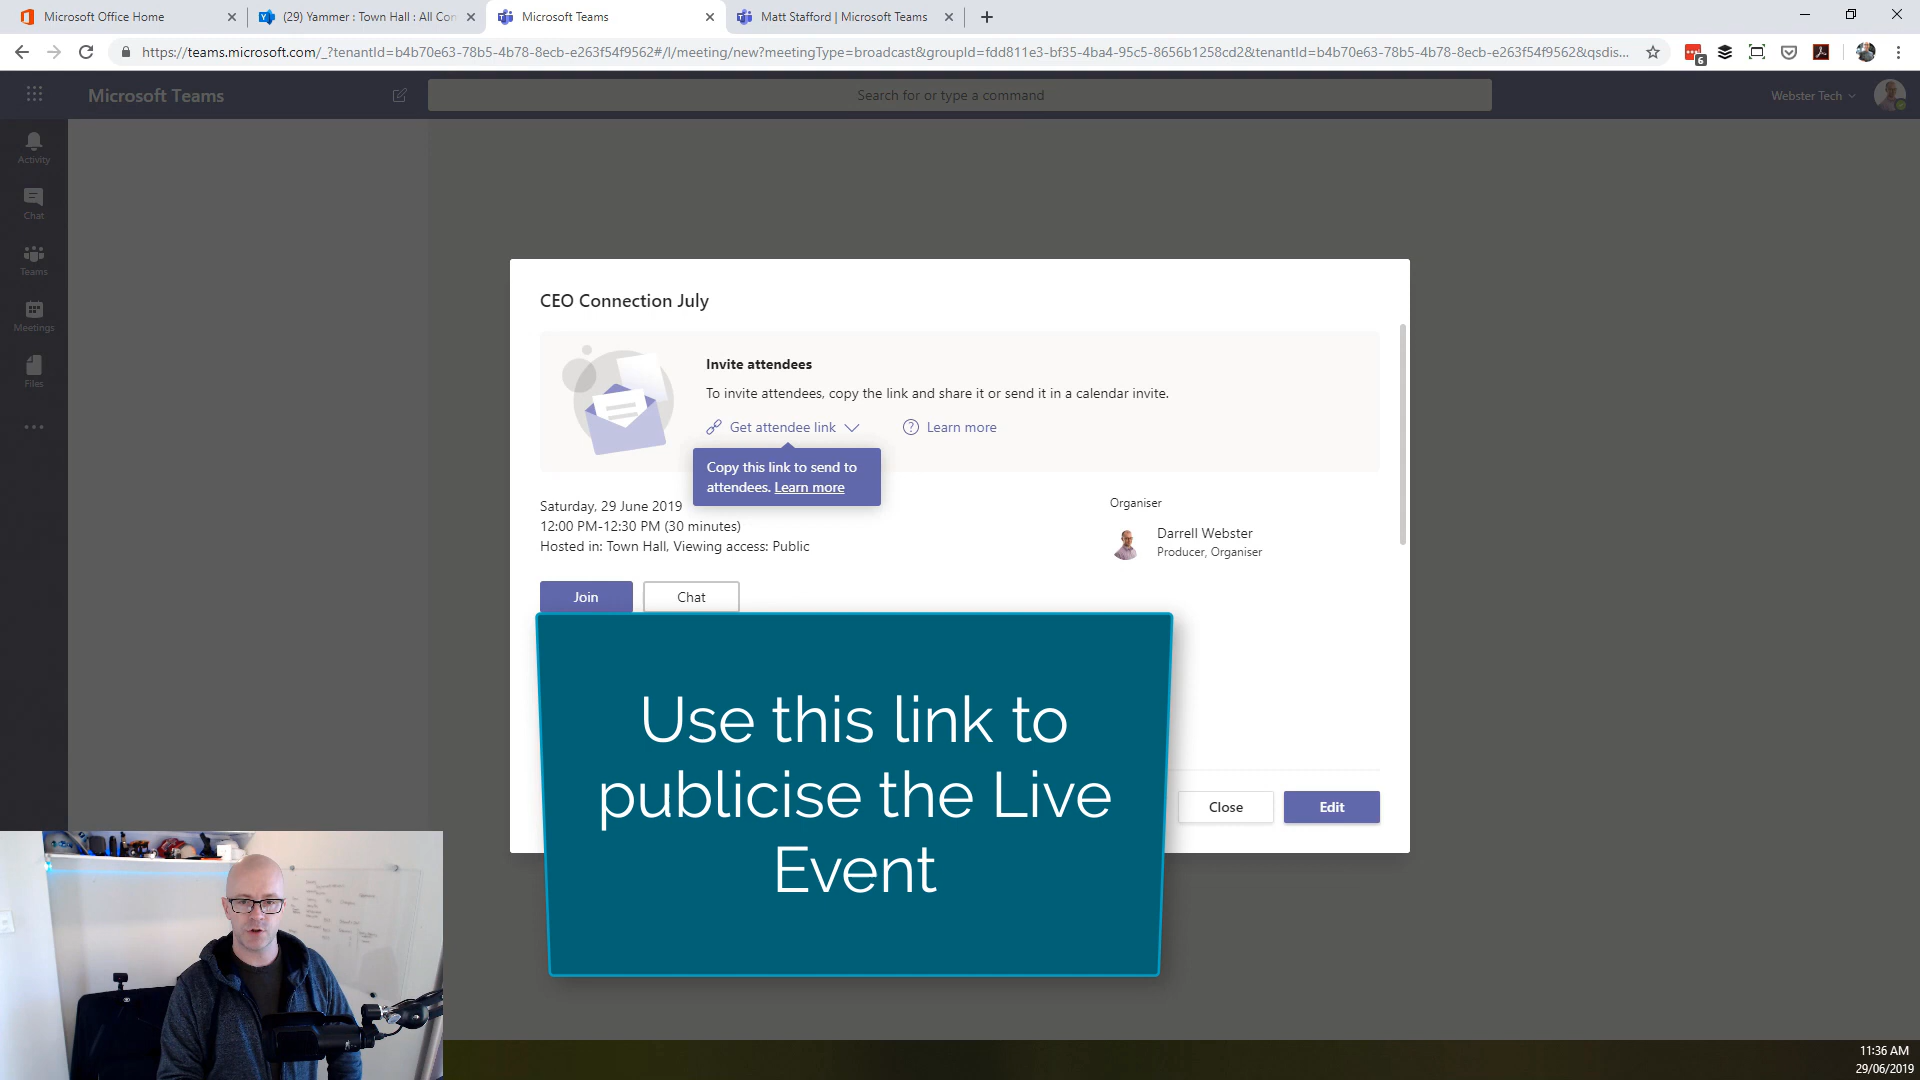 Microsoft Office Home
(29) Yammer : Town Hall : All Con
Microsoft Teams
Matt Stafford | Microsoft Teams
https://teams.microsoft.com/_?tenantId=b4b70e63-78b5-4b78-8ecb-e263f54f9562#/l/meeting/new?meetingType=broadcast&groupId=fdd811e3-bf35-4ba4-95c5-8656b1258cd2&tenantId=b4b70e63-78b5-4b78-8ecb-e263f54f9562&qsdis...
6
Microsoft Teams
Search for or type a command
Webster Tech
Activity
Chat
Teams
Meetings
Files
CEO Connection July
Invite attendees
To invite attendees, copy the link and share it or send it in a calendar invite.
Get attendee link
Learn more
Copy this link to send to
attendees. Learn more
Saturday, 29 June 2019
12:00 PM-12:30 PM (30 minutes)
Hosted in: Town Hall, Viewing access: Public
Organiser
Darrell Webster
Producer, Organiser
Join
Chat
Use this link to
publicise the Live
Event
Close
Edit
11:36 AM
29/06/2019